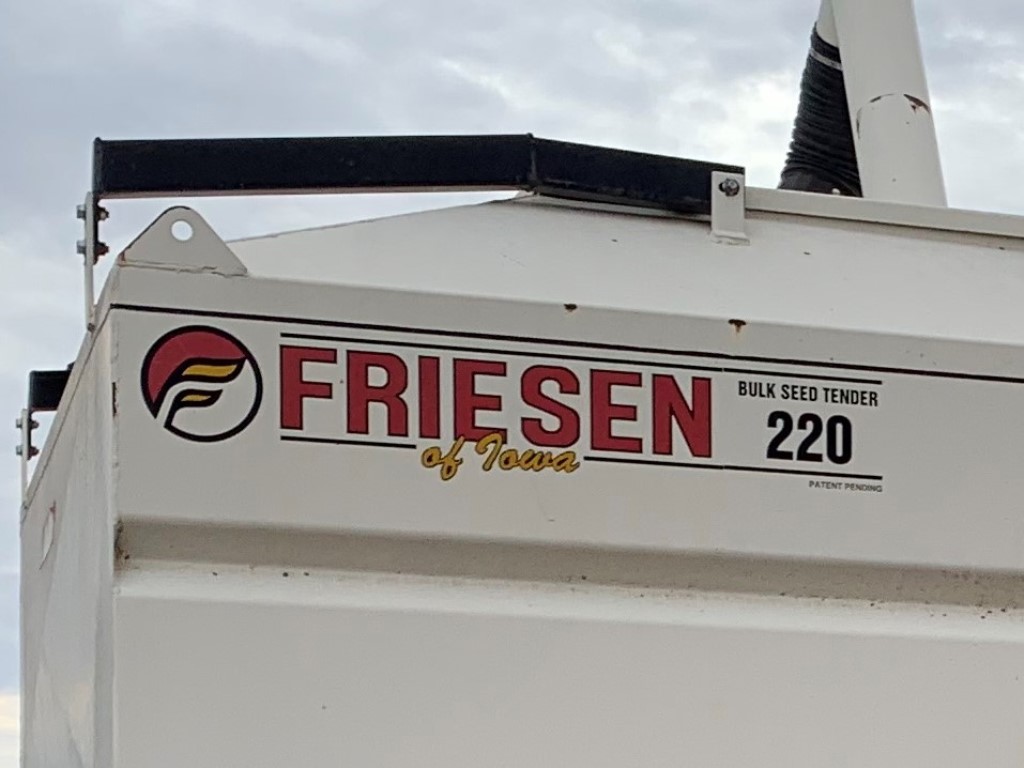 FRIESEN
of Iowa
BULK SEED TENDER
220
PATENT PENDING